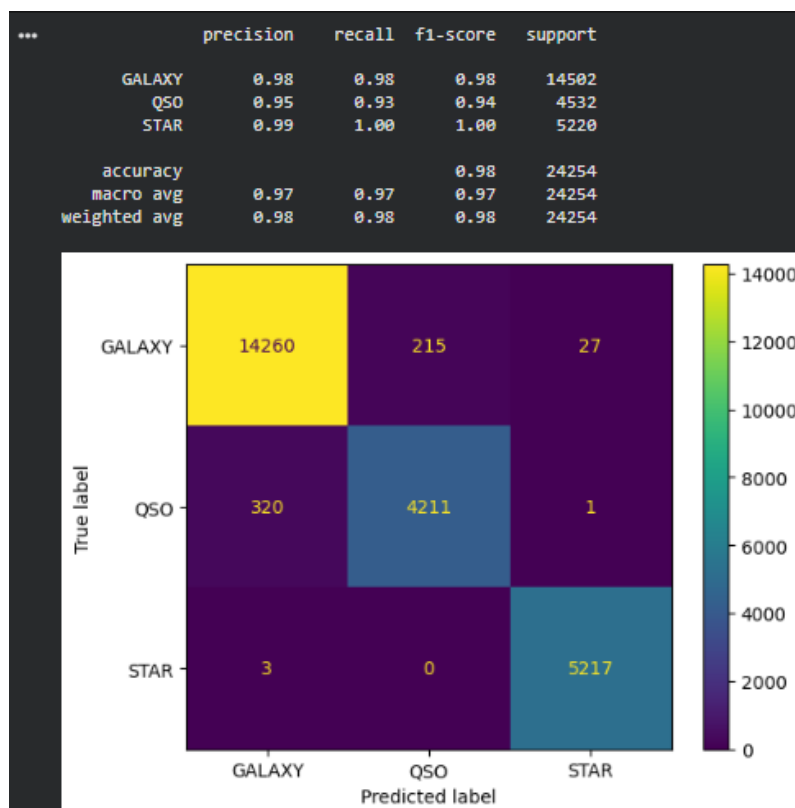 •••
precision recall f1-score support
GALAXY 0.98 0.98 0.98 14502
QSO 0.95 0.93 0.94 4532
STAR 0.99 1.00 1.00 5220
accuracy 0.98 24254
macro avg 0.97 0.97 0.97 24254
weighted avg 0.98 0.98 0.98 24254
14000
GALAXY 14260 215 27
12000
10000
True label
QSO 320 4211 1
8000
6000
4000
STAR 3 0 5217
2000
0
GALAXY QSO STAR
Predicted label